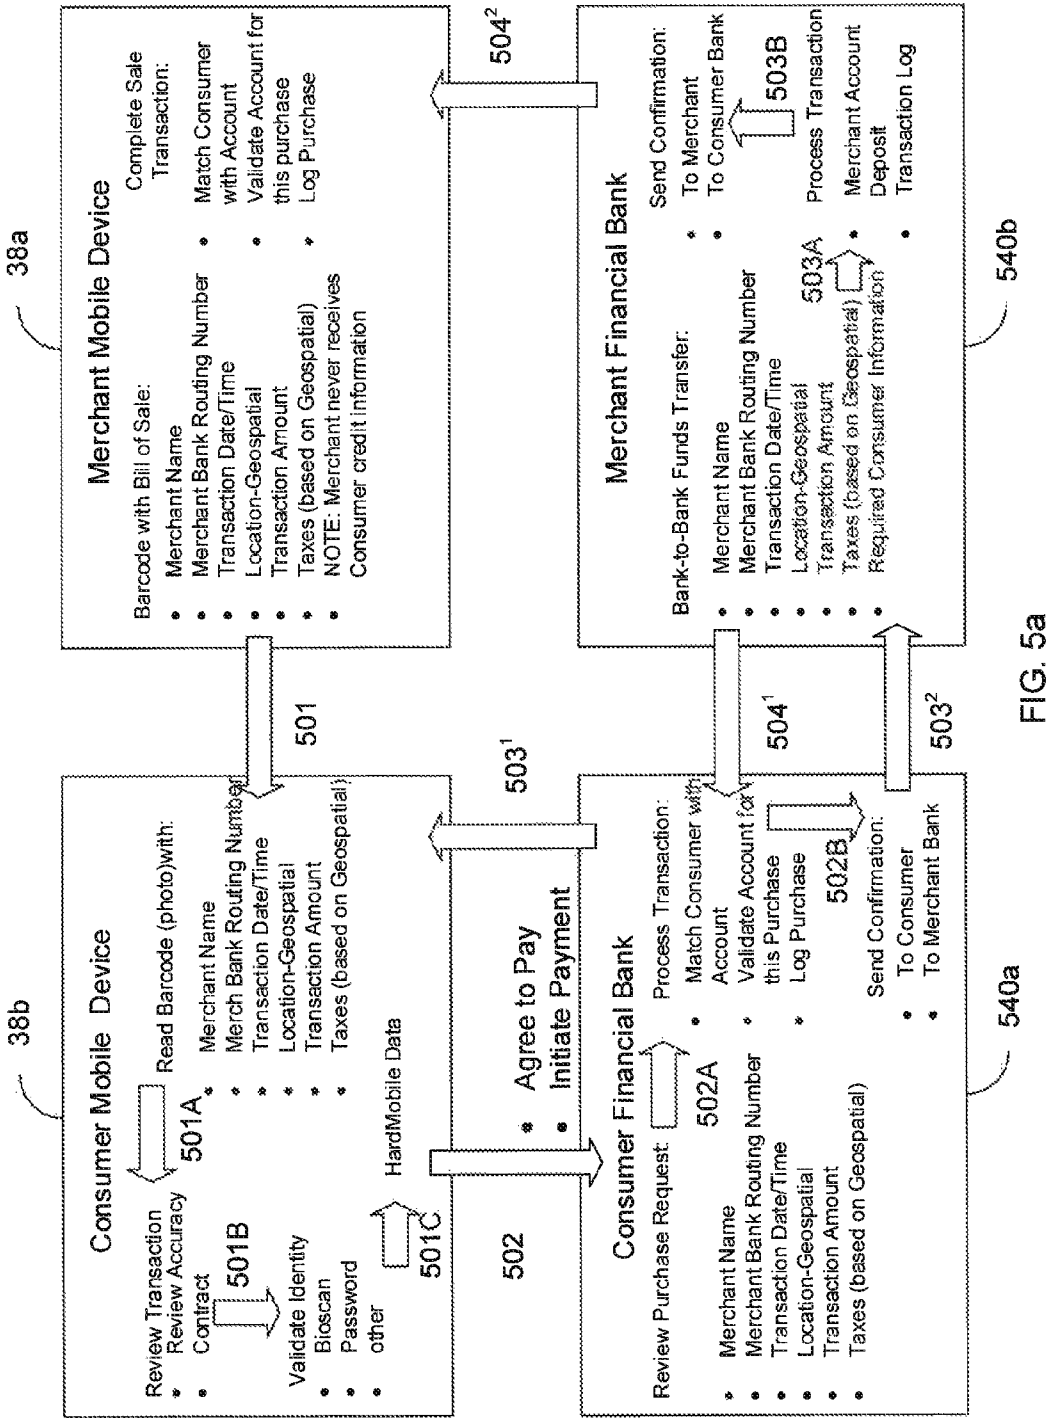 38b
Consumer Mobile Device
Read Barcode (photo)with:
Merchant Name
Merch Bank Routing Number
Transaction Date/Time
Location-Geospatial
Transaction Amount
Taxes (based on Geospatial)
501A
Review Transaction
• Review Accuracy
• Contract
501B
Validate Identity
• Bioscan
• Password
• other
501C
HardMobile Data
501
38a
Merchant Mobile Device
Barcode with Bill of Sale:
• Merchant Name
• Merchant Bank Routing Number
• Transaction Date/Time
• Location-Geospatial
• Transaction Amount
• Taxes (based on Geospatial)
• NOTE: Merchant never receives
Consumer credit information
Complete Sale
Transaction:
• Match Consumer
with Account
• Validate Account for
this purchase
• Log Purchase
502
• Agree to Pay
• Initiate Payment
503¹
504²
Consumer Financial Bank
Review Purchase Request:
• Merchant Name
• Merchant Bank Routing Number
• Transaction Date/Time
• Location-Geospatial
• Transaction Amount
• Taxes (based on Geospatial)
502A
Process Transaction:
• Match Consumer with
Account
• Validate Account for
this Purchase
• Log Purchase
502B
Send Confirmation:
• To Consumer
• To Merchant Bank
540a
504¹
503²
Merchant Financial Bank
Bank-to-Bank Funds Transfer:
• Merchant Name
• Merchant Bank Routing Number
• Transaction Date/Time
• Location-Geospatial
• Transaction Amount
• Taxes (based on Geospatial)
• Required Consumer Information
503A
Send Confirmation:
• To Merchant
• To Consumer Bank
503B
Process Transaction
• Merchant Account
Deposit
• Transaction Log
540b
FIG. 5a